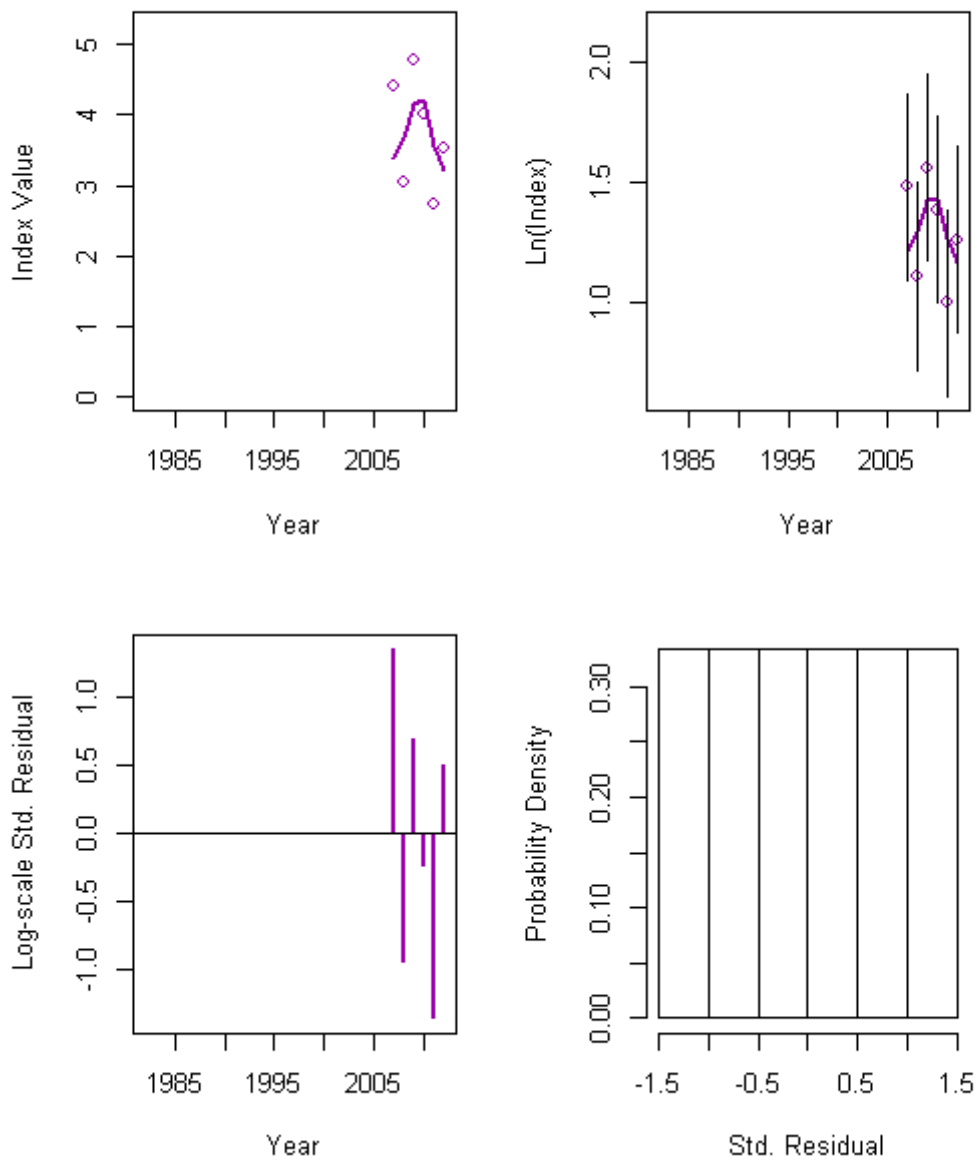 Index Value
0 1 2 3 4 5
1985 1995 2005
Year
Ln(Index)
1.0 1.5 2.0
1985 1995 2005
Year
Log-scale Std. Residual
-1.0 -0.5 0.0 0.5 1.0
1985 1995 2005
Year
Probability Density
0.00 0.10 0.20 0.30
-1.5 -0.5 0.5 1.5
Std. Residual